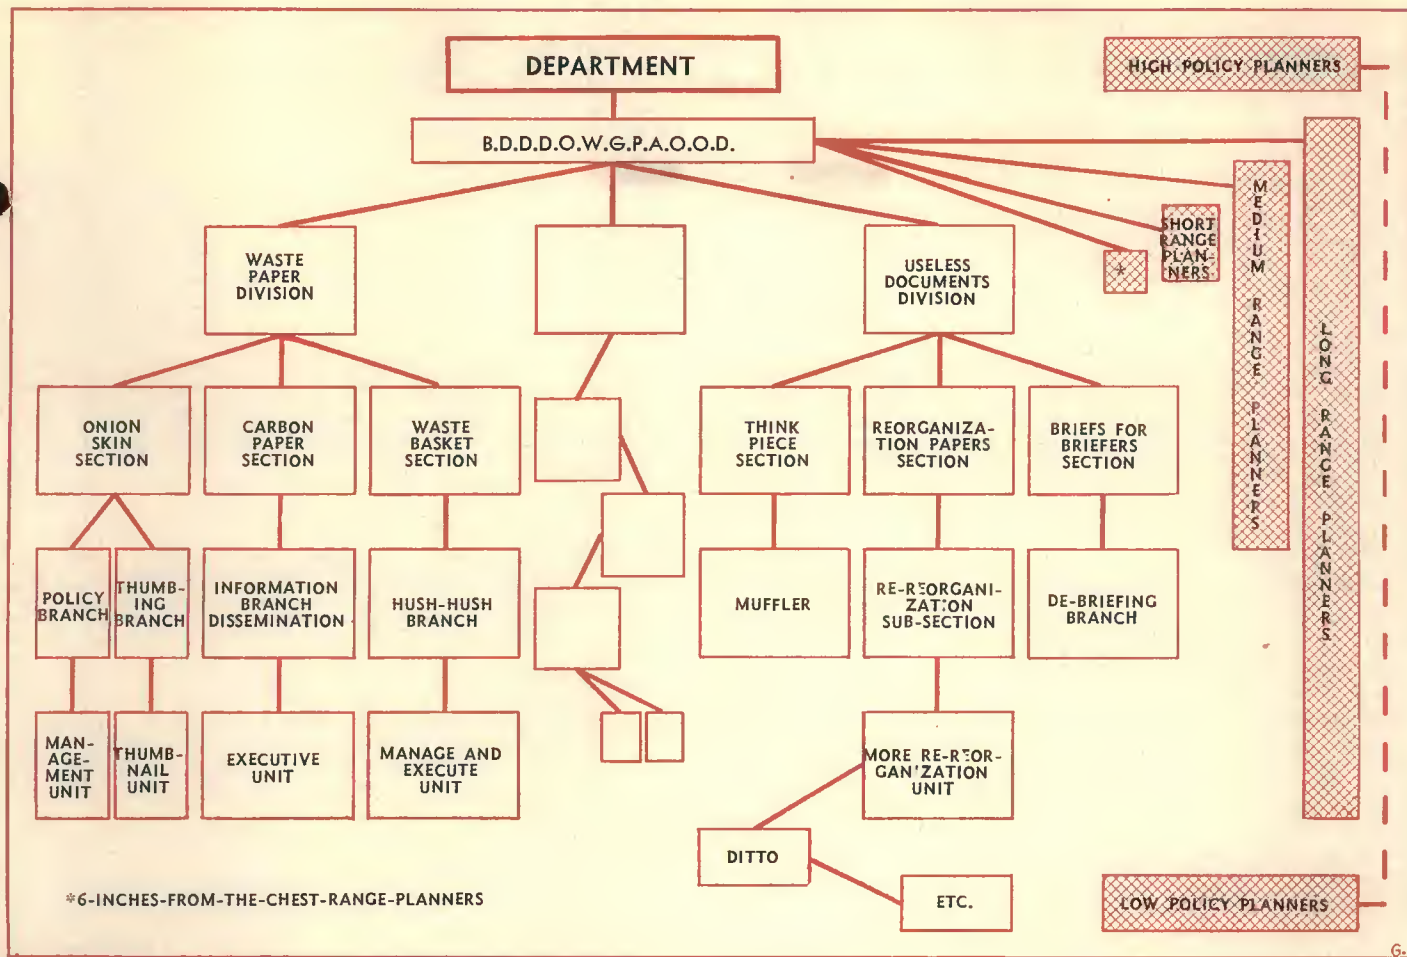 DEPARTMENT
HIGH POLICY PLANNERS
B.D.D.D.O.W.G.P.A.O.O.D.
WASTE
PAPER
DIVISION
USELESS
DOCUMENTS
DIVISION
*
SHORT
RANGE
PLAN-
NERS
MEDIUM RANGE PLANNERS
LONG RANGE PLANNERS
ONION
SKIN
SECTION
CARBON
PAPER
SECTION
WASTE
BASKET
SECTION
THINK
PIECE
SECTION
REORGANIZA-
TION PAPERS
SECTION
BRIEFS FOR
BRIEFERS
SECTION
POLICY
BRANCH
THUMB-
ING
BRANCH
INFORMATION
BRANCH
DISSEMINATION
HUSH-HUSH
BRANCH
MUFFLER
RE-REORGANI-
ZATION
SUB-SECTION
DE-BRIEFING
BRANCH
MAN-
AGE-
MENT
UNIT
THUMB-
NAIL
UNIT
EXECUTIVE
UNIT
MANAGE AND
EXECUTE
UNIT
MORE RE-REOR-
GANIZATION
UNIT
DITTO
ETC.
*6-INCHES-FROM-THE-CHEST-RANGE-PLANNERS
LOW POLICY PLANNERS
G.